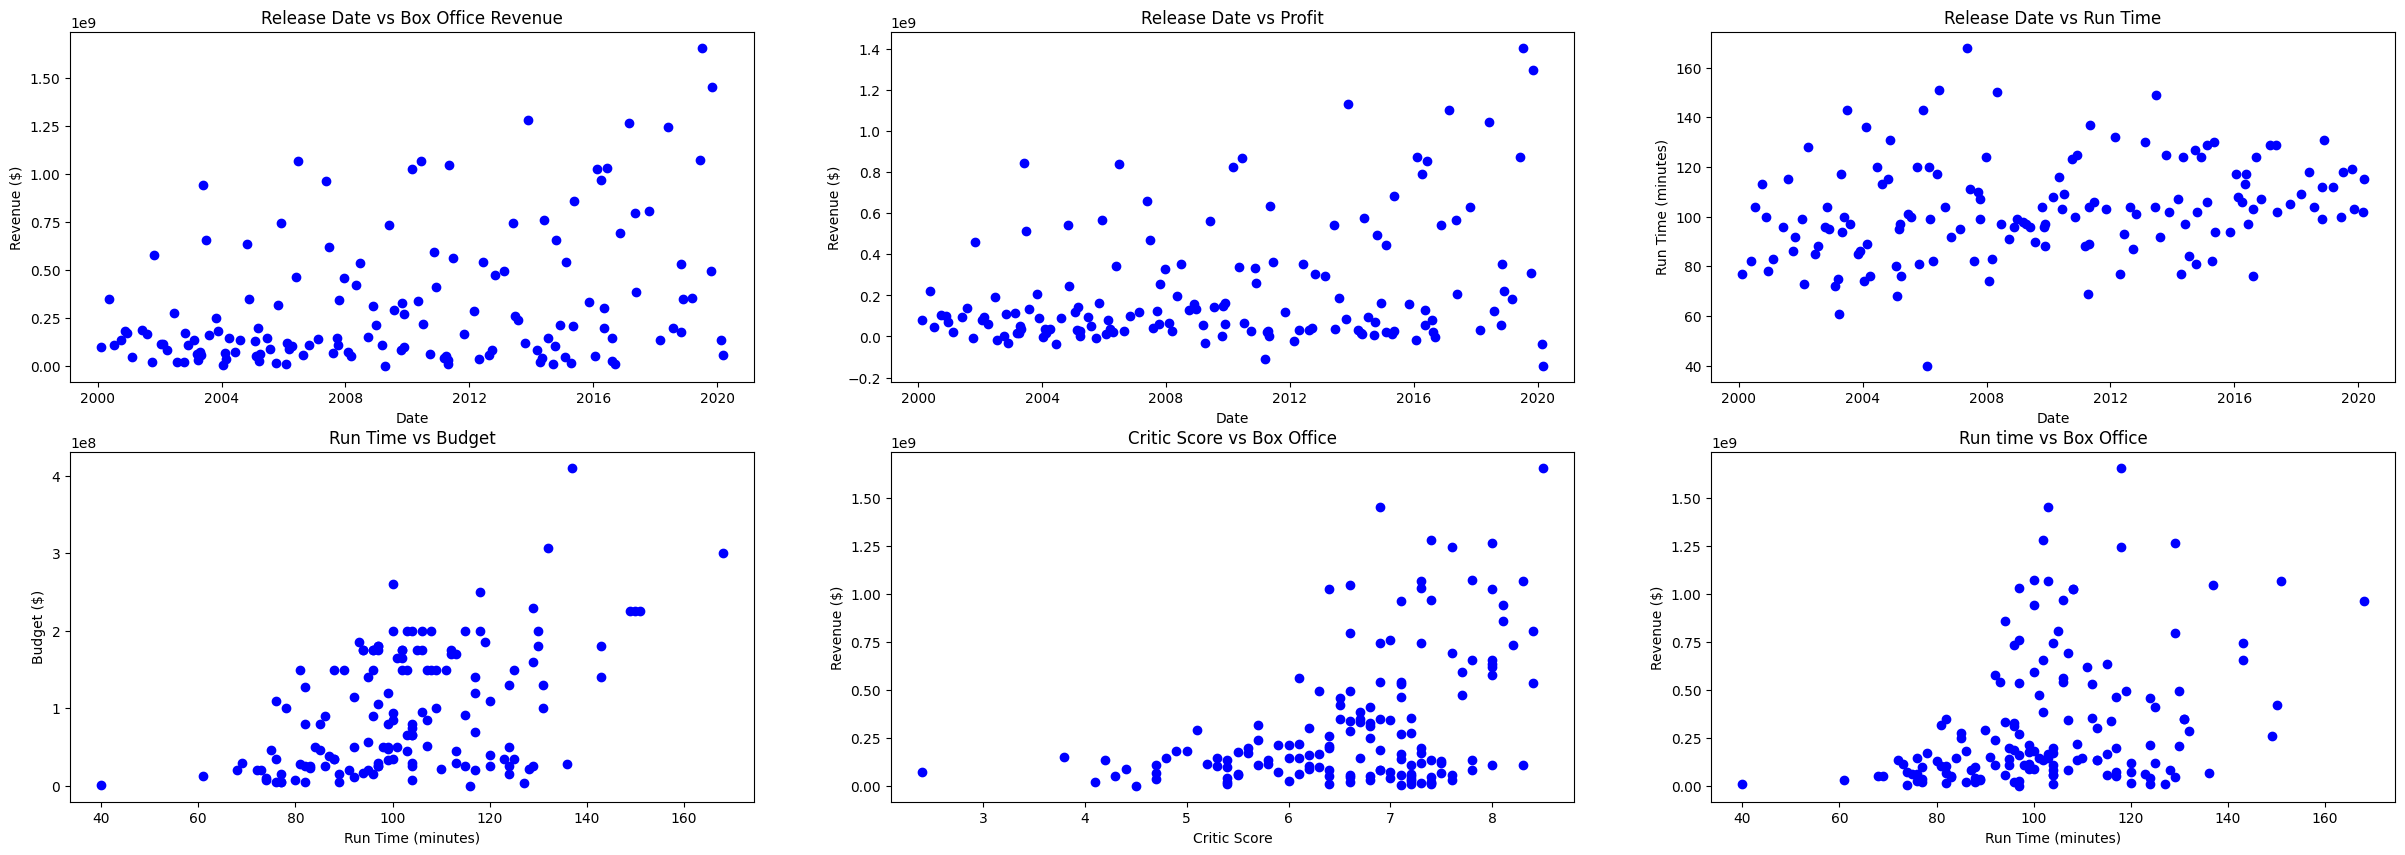 Release Date vs Box Office Revenue
1e9
1.50
1.25
1.00
0.75
0.50
0.25
0.00
Revenue ($)
2000 2004 2008 2012 2016 2020
Date
Release Date vs Profit
1e9
1.4
1.2
1.0
0.8
0.6
0.4
0.2
0.0
−0.2
Revenue ($)
2000 2004 2008 2012 2016 2020
Date
Release Date vs Run Time
160
140
120
100
80
60
40
Run Time (minutes)
2000 2004 2008 2012 2016 2020
Date
Run Time vs Budget
1e8
4
3
2
1
0
Budget ($)
40 60 80 100 120 140 160
Run Time (minutes)
Critic Score vs Box Office
1e9
1.50
1.25
1.00
0.75
0.50
0.25
0.00
Revenue ($)
3 4 5 6 7 8
Critic Score
Run time vs Box Office
1e9
1.50
1.25
1.00
0.75
0.50
0.25
0.00
Revenue ($)
40 60 80 100 120 140 160
Run Time (minutes)